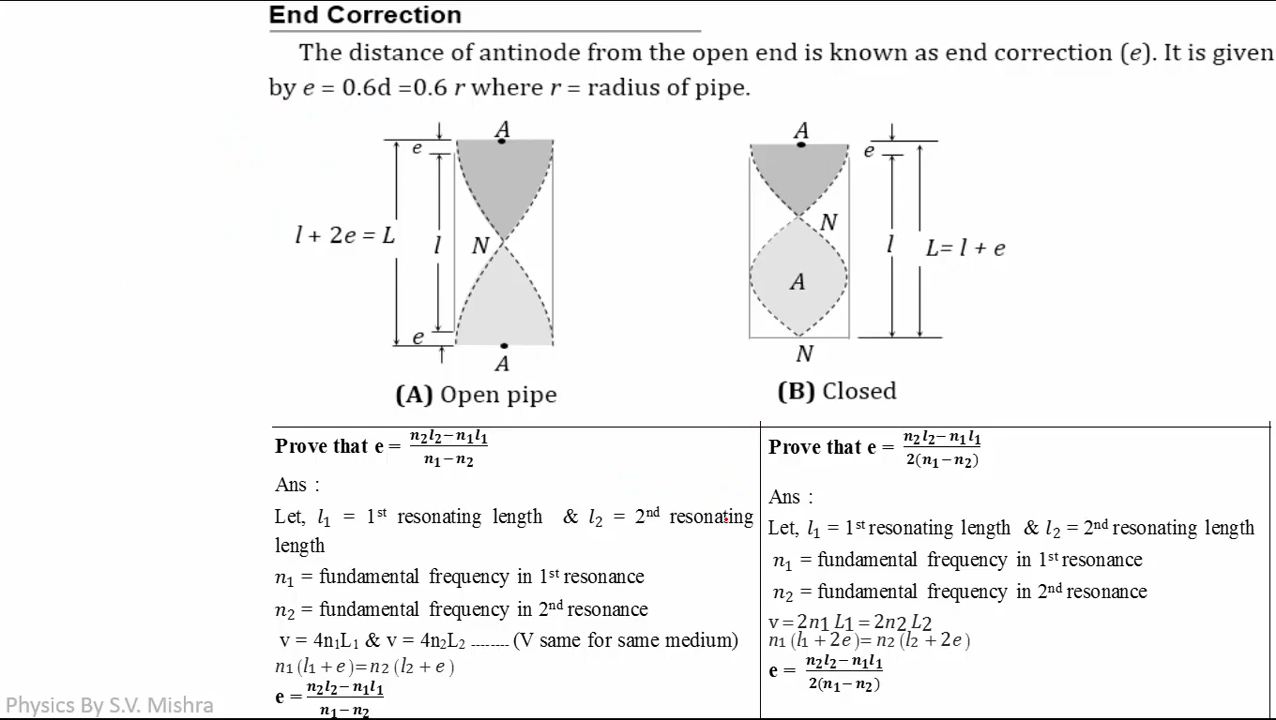 End Correction
The distance of antinode from the open end is known as end correction (e). It is given
by e = 0.6d =0.6 r where r = radius of pipe.
A
e
l + 2e = L
l
N
e
A
(A) Open pipe
A
e
N
l
L= l + e
A
N
(B) Closed
Prove that e = n₂l₂−n₁l₁ / n₁−n₂
Ans :
Let, l₁ = 1st resonating length & l₂ = 2nd resonating
length
n₁ = fundamental frequency in 1st resonance
n₂ = fundamental frequency in 2nd resonance
v = 4n₁L₁ & v = 4n₂L₂ -------- (V same for same medium)
n₁ (l₁ + e)=n₂ (l₂ + e)
e = n₂l₂−n₁l₁ / n₁−n₂
Prove that e = n₂l₂− n₁l₁ / 2(n₁−n₂)
Ans :
Let, l₁ = 1st resonating length & l₂ = 2nd resonating length
n₁ = fundamental frequency in 1st resonance
n₂ = fundamental frequency in 2nd resonance
v=2n₁ L₁ = 2n₂ L₂
n₁ (l₁ + 2e)= n₂ (l₂ + 2e)
e = n₂l₂−n₁l₁ / 2(n₁−n₂)
Physics By S.V. Mishra